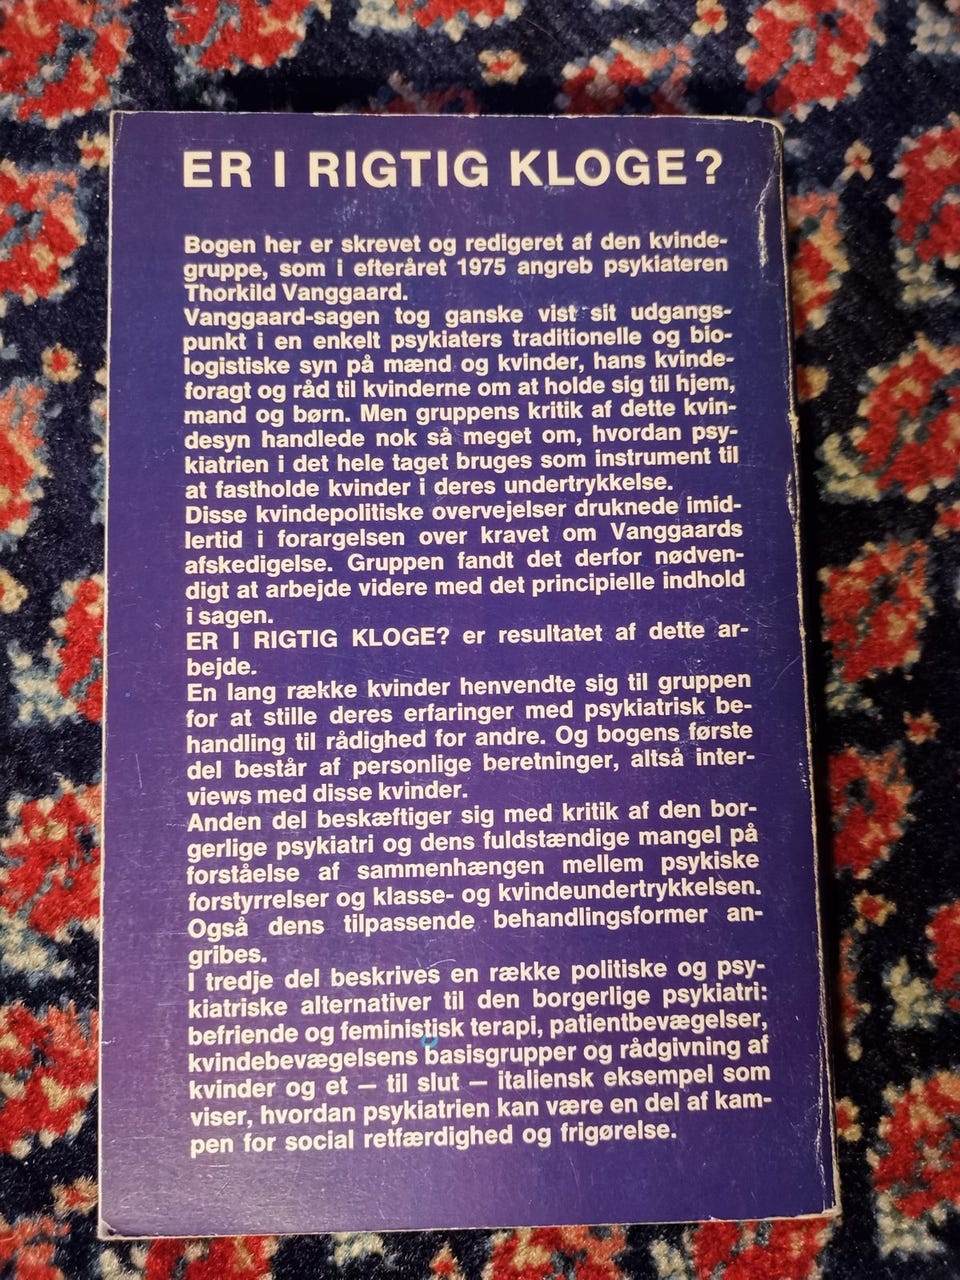 ER I RIGTIG KLOGE?
Bogen her er skrevet og redigeret af den kvinde-
gruppe, som i efteråret 1975 angreb psykiateren
Thorkild Vanggaard.
Vanggaard-sagen tog ganske vist sit udgangs-
punkt i en enkelt psykiaters traditionelle og bio-
logistiske syn på mænd og kvinder, hans kvinde-
foragt og råd til kvinderne om at holde sig til hjem,
mand og børn. Men gruppens kritik af dette kvin-
desyn handlede nok så meget om, hvordan psy-
kiatrien i det hele taget bruges som instrument til
at fastholde kvinder i deres undertrykkelse.
Disse kvindepolitiske overvejelser druknede imid-
lertid i forargelsen over kravet om Vanggaards
afskedigelse. Gruppen fandt det derfor nødven-
digt at arbejde videre med det principielle indhold
i sagen.
ER I RIGTIG KLOGE? er resultatet af dette ar-
bejde.
En lang række kvinder henvendte sig til gruppen
for at stille deres erfaringer med psykiatrisk be-
handling til rådighed for andre. Og bogens første
del består af personlige beretninger, altså inter-
views med disse kvinder.
Anden del beskæftiger sig med kritik af den bor-
gerlige psykiatri og dens fuldstændige mangel på
forståelse af sammenhængen mellem psykiske
forstyrrelser og klasse- og kvindeundertrykkelsen.
Også dens tilpassende behandlingsformer an-
gribes.
I tredje del beskrives en række politiske og psy-
kiatriske alternativer til den borgerlige psykiatri:
befriende og feministisk terapi, patientbevægelser,
kvindebevægelsens basisgrupper og rådgivning af
kvinder og et – til slut – italiensk eksempel som
viser, hvordan psykiatrien kan være en del af kam-
pen for social retfærdighed og frigørelse.